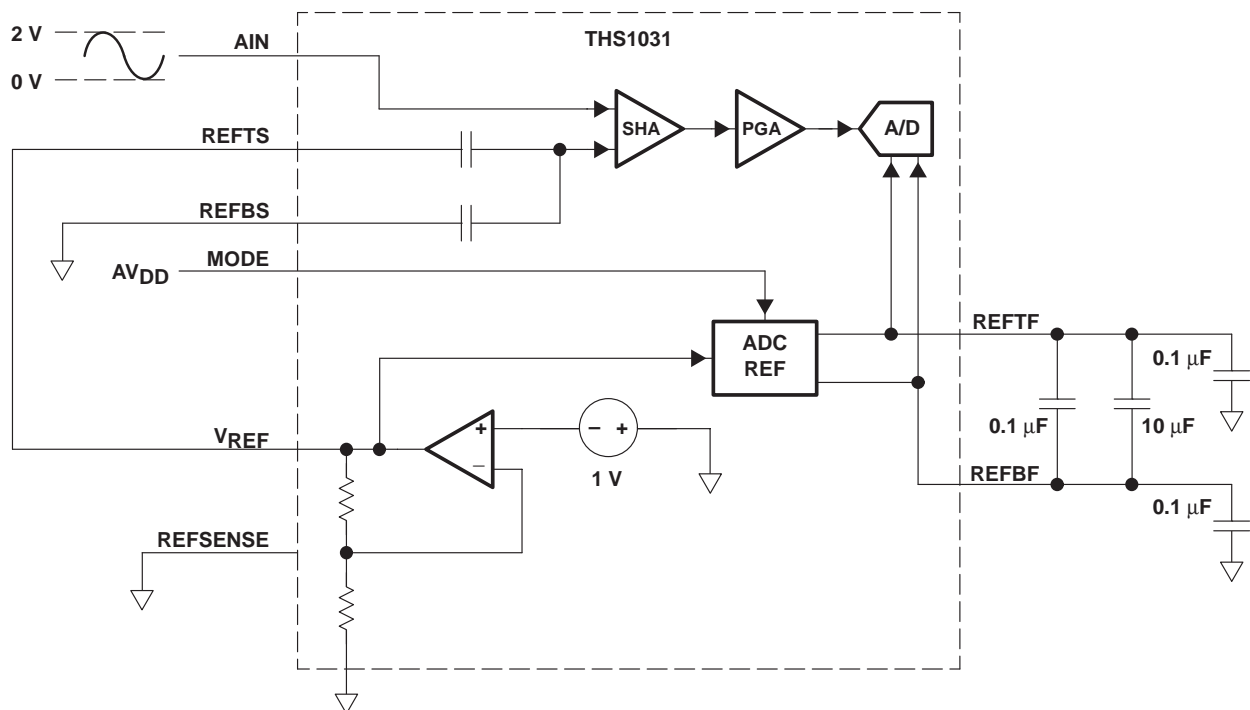 2 V
0 V
AIN
THS1031
SHA
PGA
A/D
REFTS
REFBS
MODE
AVDD
ADC
REF
REFTF
0.1 μF
0.1 μF
10 μF
VREF
+
−
− +
1 V
REFBF
0.1 μF
REFSENSE